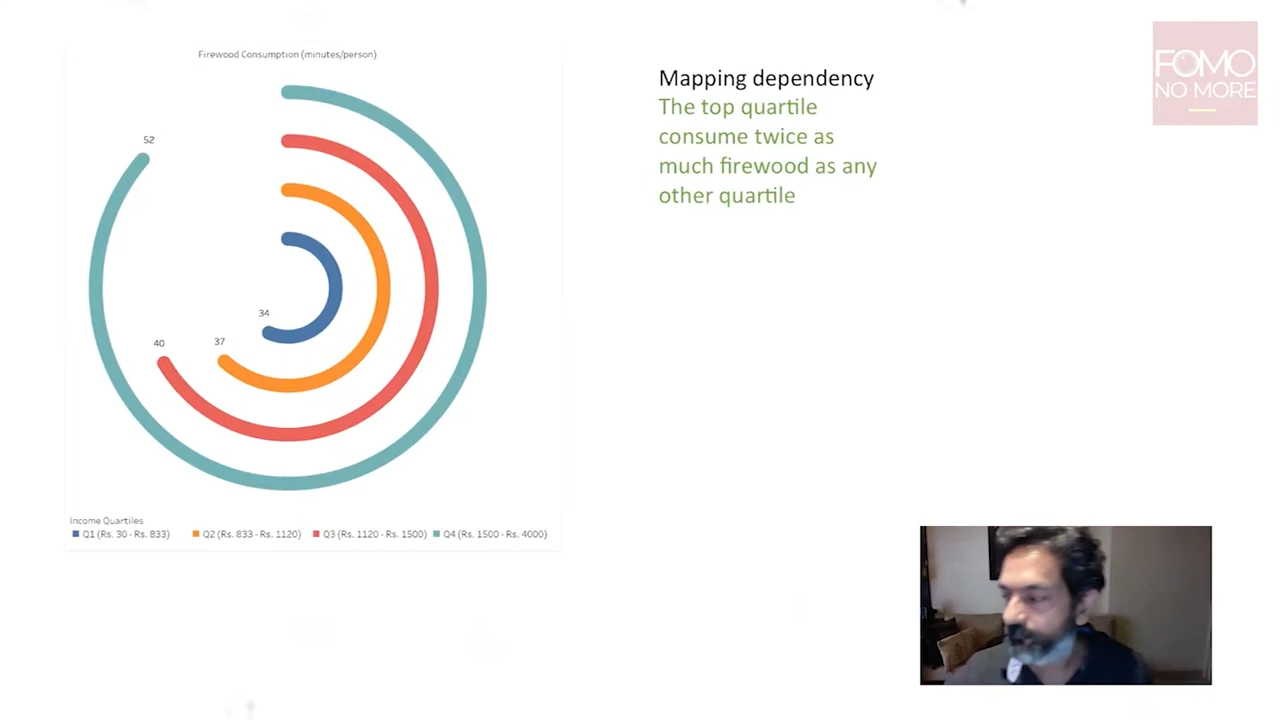 Firewood Consumption (minutes/person)
52
34
37
40
Income Quartiles
Q1 (Rs. 30 - Rs. 833) Q2 (Rs. 833 - Rs. 1120) Q3 (Rs. 1120 - Rs. 1500) Q4 (Rs. 1500 - Rs. 4000)
Mapping dependency
The top quartile
consume twice as
much firewood as any
other quartile
FOMO
NO MORE